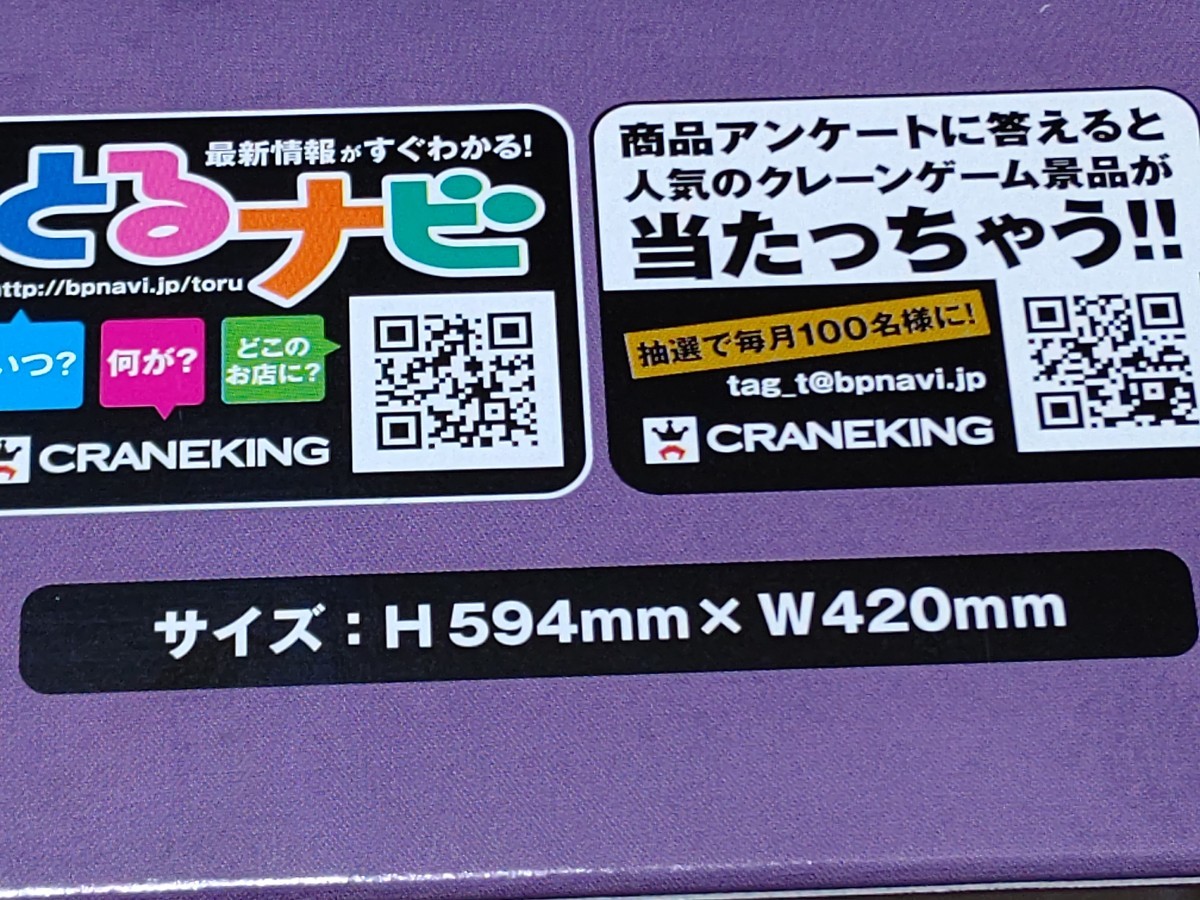 最新情報がすぐわかる!
とるナビ
http://bpnavi.jp/toru
いつ?
何が?
どこの
お店に?
CRANEKING
商品アンケートに答えると
人気のクレーンゲーム景品が
当たっちゃう!!
抽選で毎月100名様に!
tag_t@bpnavi.jp
CRANEKING
サイズ:H594mm×W420mm